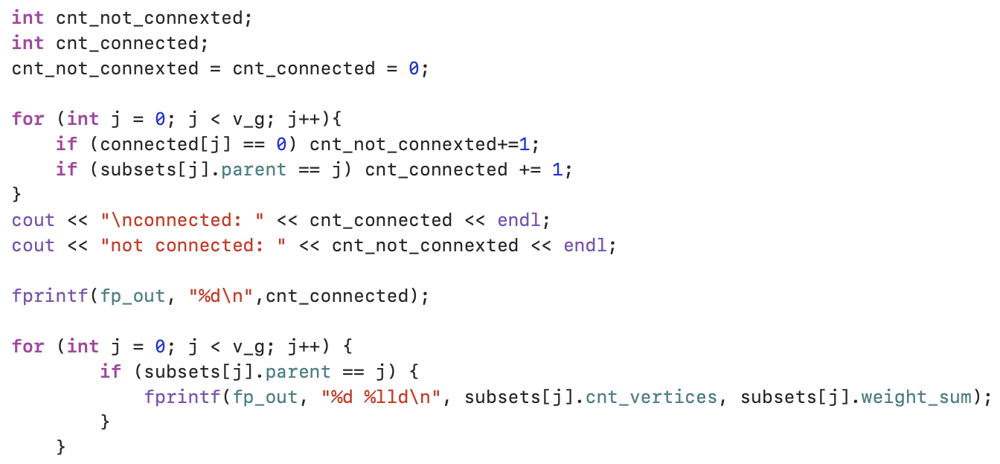 int cnt_not_connexted;
int cnt_connected;
cnt_not_connexted = cnt_connected = 0;
for (int j = 0; j < v_g; j++){
    if (connected[j] == 0) cnt_not_connexted+=1;
    if (subsets[j].parent == j) cnt_connected += 1;
}
cout << "\nconnected: " << cnt_connected << endl;
cout << "not connected: " << cnt_not_connexted << endl;
fprintf(fp_out, "%d\n",cnt_connected);
for (int j = 0; j < v_g; j++) {
        if (subsets[j].parent == j) {
            fprintf(fp_out, "%d %lld\n", subsets[j].cnt_vertices, subsets[j].weight_sum);
        }
    }